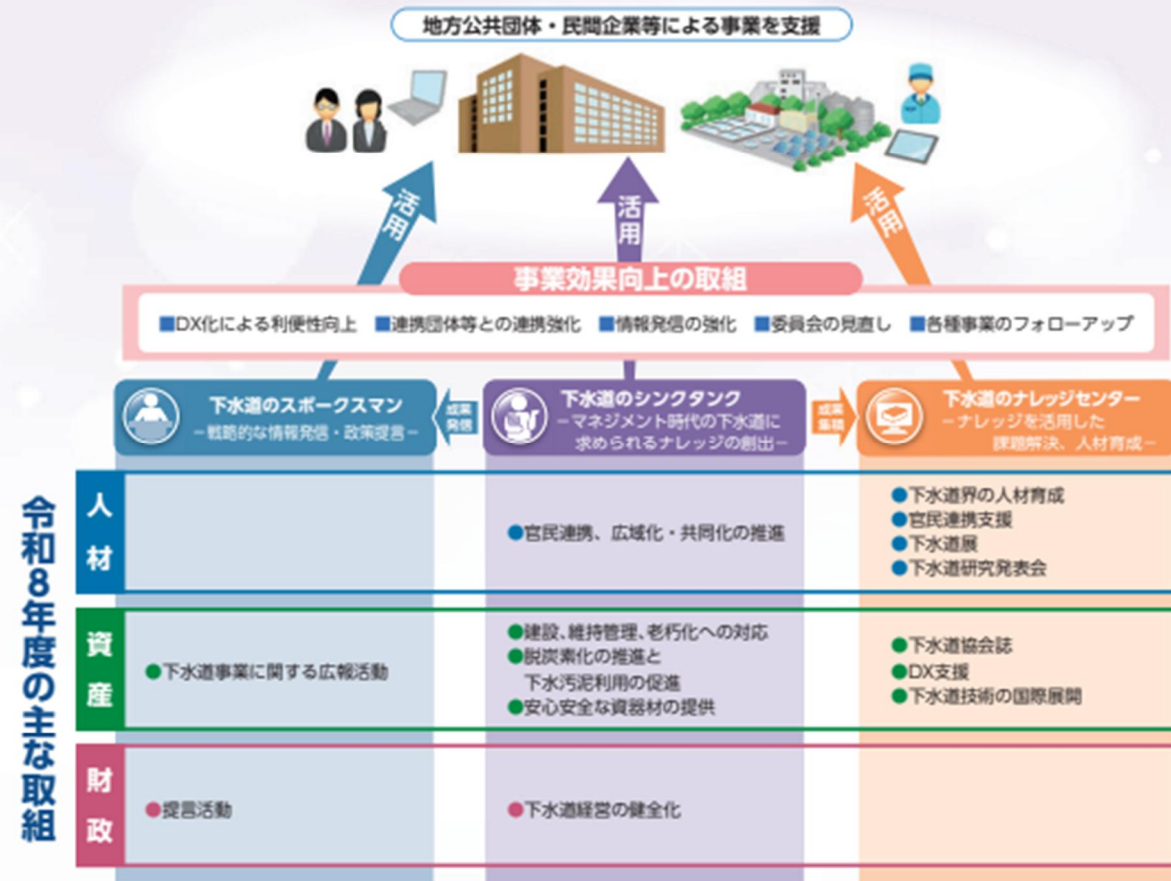 地方公共団体・民間企業等による事業を支援
活用
活用
活用
事業効果向上の取組
■DX化による利便性向上 ■連携団体等との連携強化 ■情報発信の強化 ■委員会の見直し ■各種事業のフォローアップ
下水道のスポークスマン
－戦略的な情報発信・政策提言－
成果
発信
下水道のシンクタンク
－マネジメント時代の下水道に
求められるナレッジの創出－
成果
集積
下水道のナレッジセンター
－ナレッジを活用した
課題解決、人材育成－
令和8年度の主な取組
人材
●官民連携、広域化・共同化の推進
●下水道界の人材育成
●官民連携支援
●下水道展
●下水道研究発表会
資産
●下水道事業に関する広報活動
●建設、維持管理、老朽化への対応
●脱炭素化の推進と
下水汚泥利用の促進
●安心安全な資器材の提供
●下水道協会誌
●DX支援
●下水道技術の国際展開
財政
●提言活動
●下水道経営の健全化